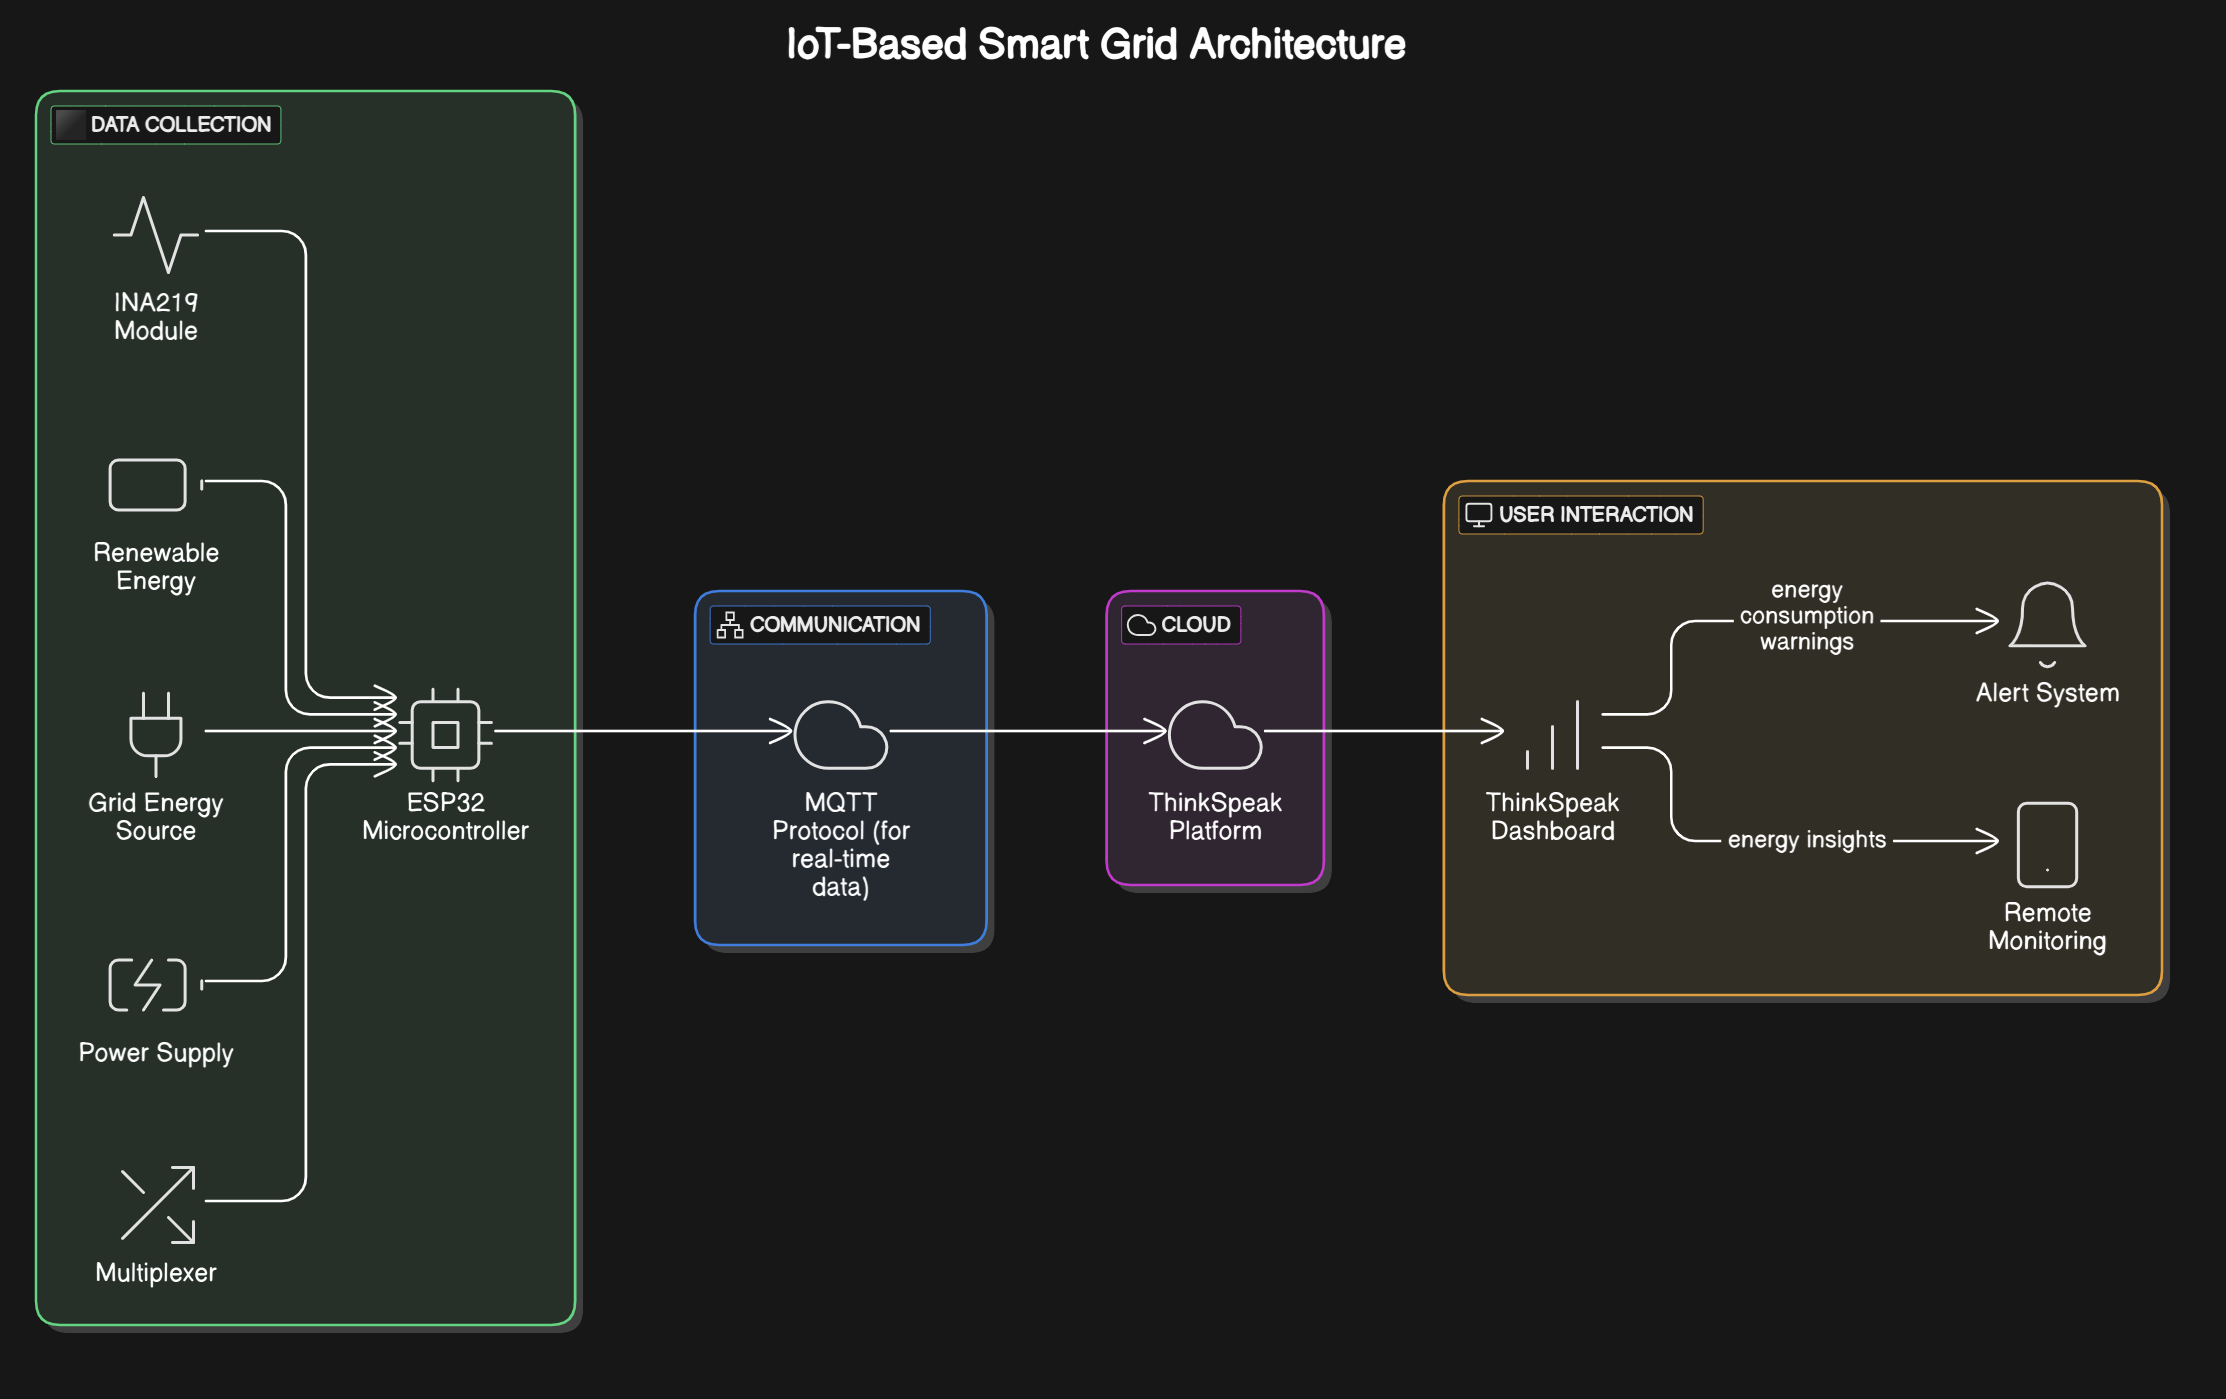 IoT-Based Smart Grid Architecture
DATA COLLECTION
INA219
Module
Renewable
Energy
Grid Energy
Source
ESP32
Microcontroller
Power Supply
Multiplexer
COMMUNICATION
MQTT
Protocol (for
real-time
data)
CLOUD
ThinkSpeak
Platform
USER INTERACTION
ThinkSpeak
Dashboard
energy
consumption
warnings
Alert System
energy insights
Remote
Monitoring